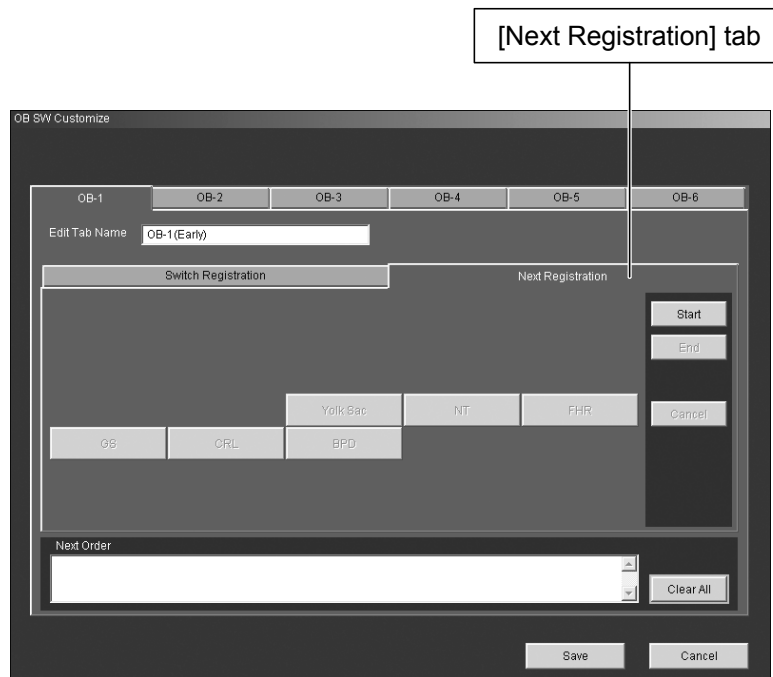 [Next Registration] tab
OB SW Customize
OB-1 OB-2 OB-3 OB-4 OB-5 OB-6
Edit Tab Name OB-1(Early)
Switch Registration Next Registration
Start
End
Yolk Sac NT FHR Cancel
GS CRL BPD
Next Order
Clear All
Save Cancel